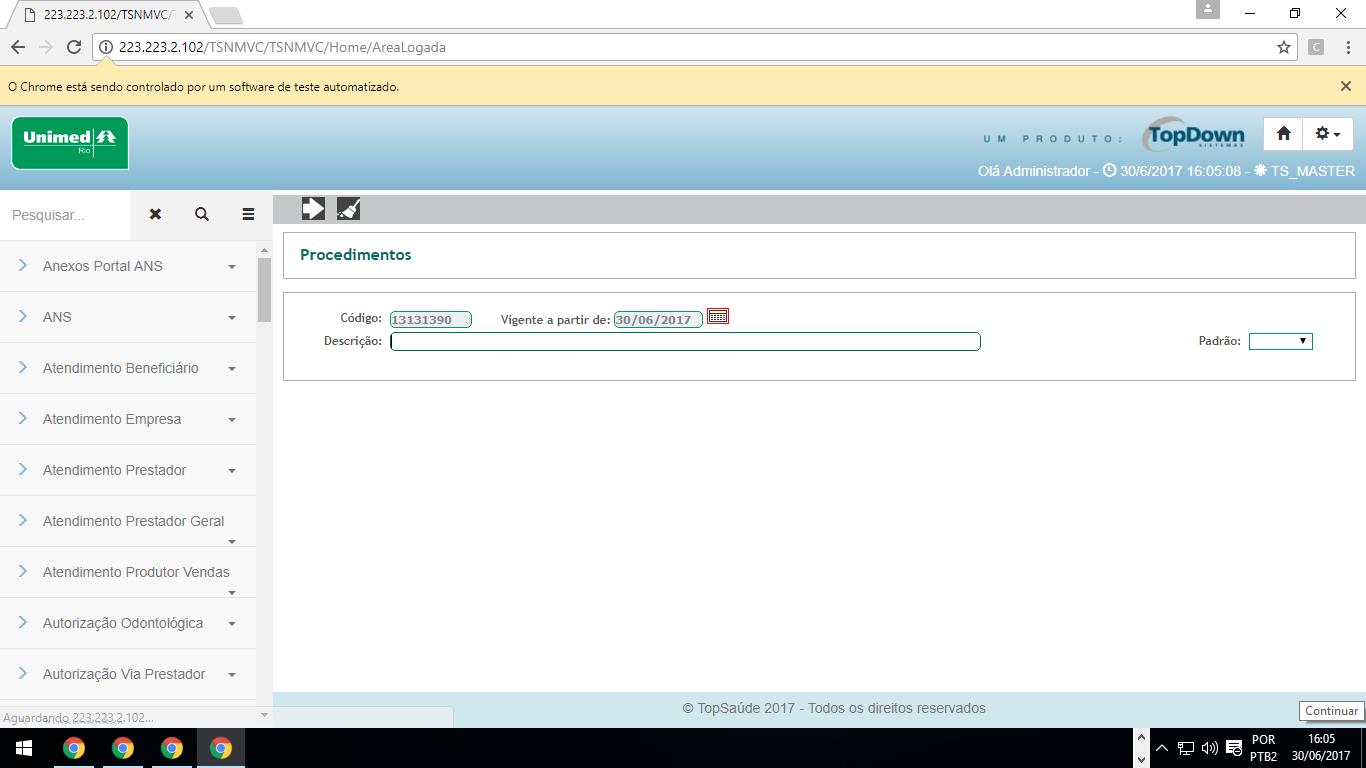 223.223.2.102/TSNMVC/T
223.223.2.102/TSNMVC/TSNMVC/Home/AreaLogada
C
O Chrome está sendo controlado por um software de teste automatizado.
Unimed
Rio
UM PRODUTO:
TopDown
SISTEMAS
Olá Administrador - 30/6/2017 16:05:08 - TS_MASTER
Pesquisar...
Procedimentos
Anexos Portal ANS
ANS
Atendimento Beneficiário
Atendimento Empresa
Atendimento Prestador
Atendimento Prestador Geral
Atendimento Produtor Vendas
Autorização Odontológica
Autorização Via Prestador
Código: 13131390 Vigente a partir de: 30/06/2017
Descrição: Padrão:
Aguardando 223.223.2.102...
© TopSaúde 2017 - Todos os direitos reservados
Continuar
POR
PTB2
16:05
30/06/2017